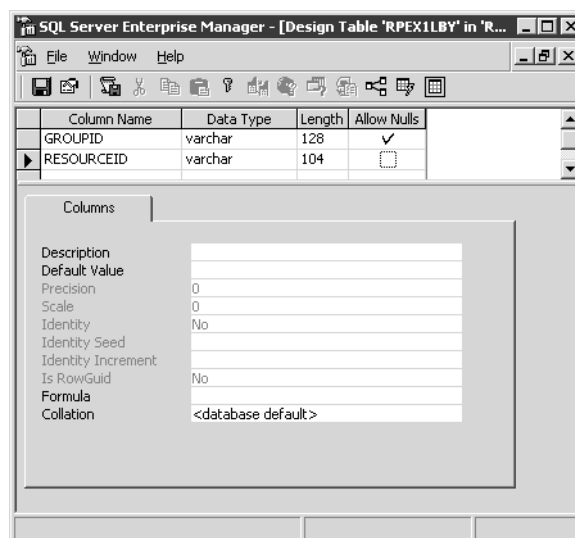 SQL Server Enterprise Manager - [Design Table 'RPEX1LBY' in 'R...
File Window Help
Column Name Data Type Length Allow Nulls
GROUPID varchar 128
RESOURCEID varchar 104
Columns
Description
Default Value
Precision 0
Scale 0
Identity No
Identity Seed
Identity Increment
Is RowGuid No
Formula
Collation <database default>